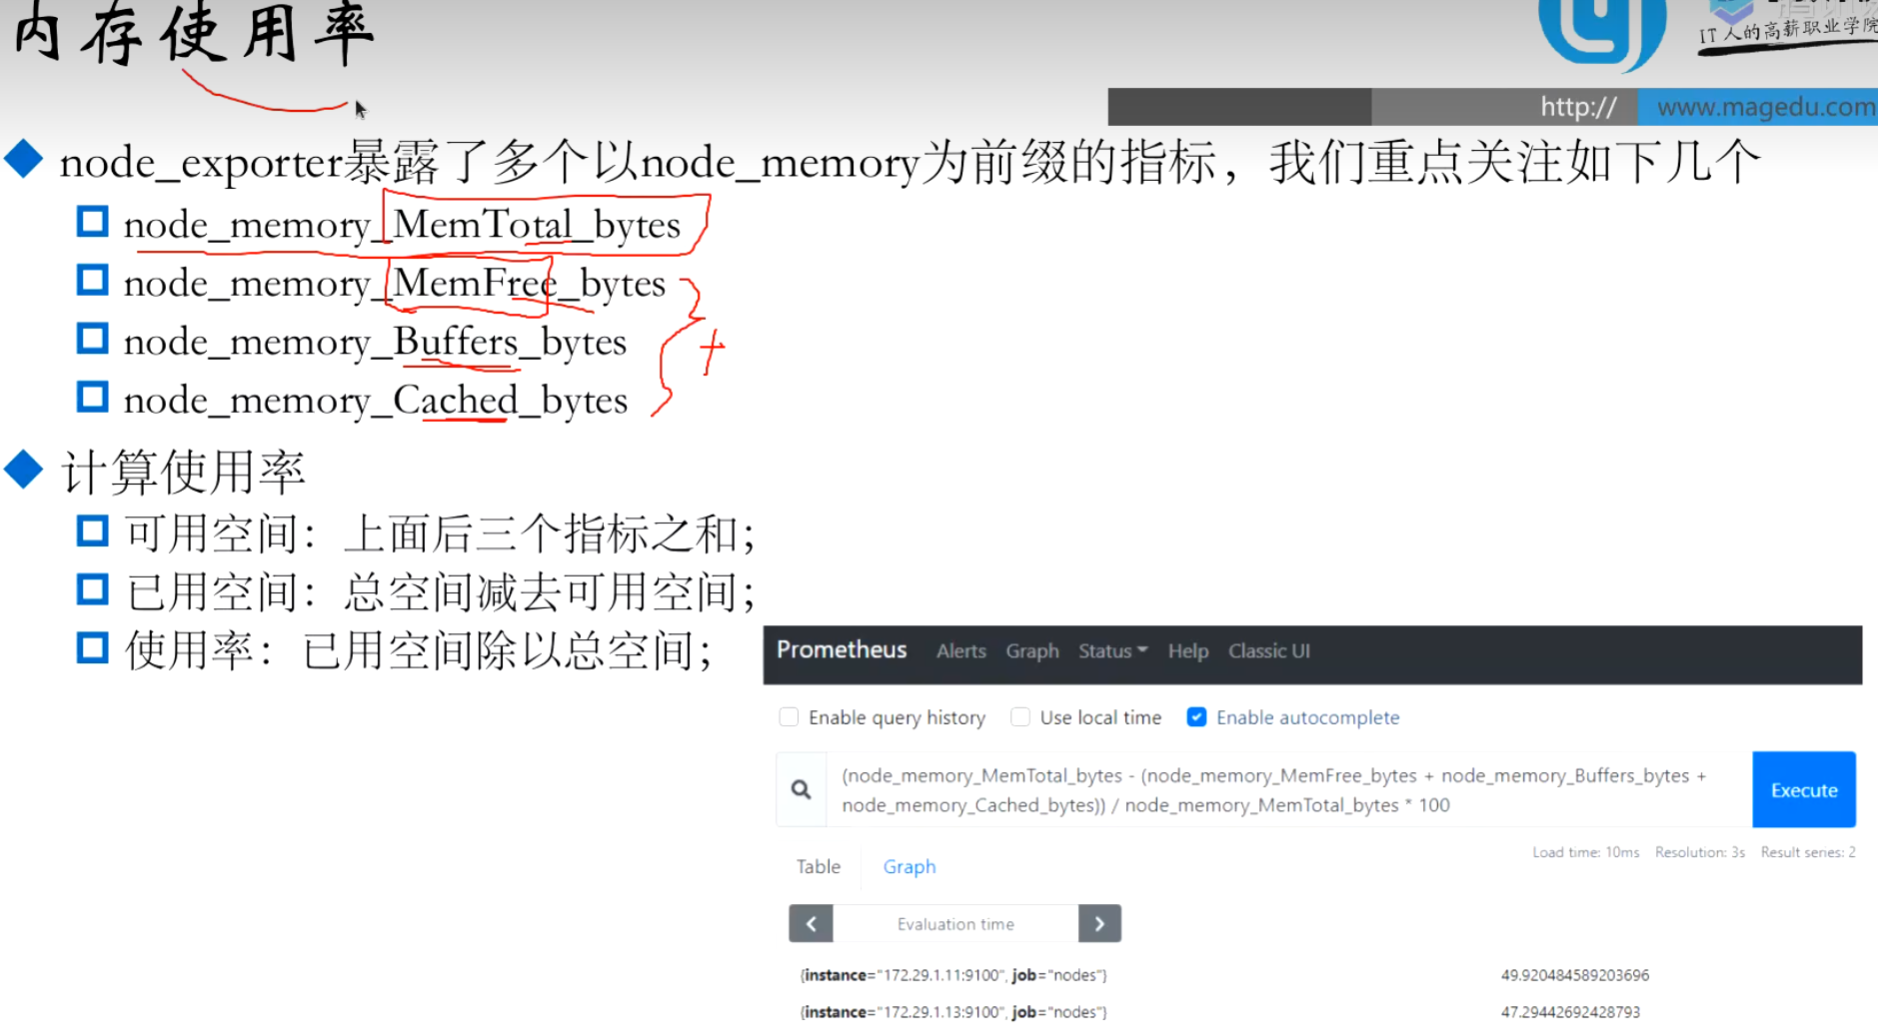 内存使用率
IT人的高薪职业学院
http://
www.magedu.com
node_exporter暴露了多个以node_memory为前缀的指标，我们重点关注如下几个
node_memory_MemTotal_bytes
node_memory_MemFree_bytes
node_memory_Buffers_bytes
+
node_memory_Cached_bytes
计算使用率
可用空间：上面后三个指标之和；
已用空间：总空间减去可用空间；
使用率：已用空间除以总空间；
Prometheus Alerts Graph Status Help Classic UI
Enable query history Use local time Enable autocomplete
(node_memory_MemTotal_bytes - (node_memory_MemFree_bytes + node_memory_Buffers_bytes +
node_memory_Cached_bytes)) / node_memory_MemTotal_bytes * 100
Execute
Load time: 10ms Resolution: 3s Result series: 2
Table Graph
Evaluation time
{instance="172.29.1.11:9100", job="nodes"} 49.920484589203696
{instance="172.29.1.13:9100", job="nodes"} 47.29442692428793